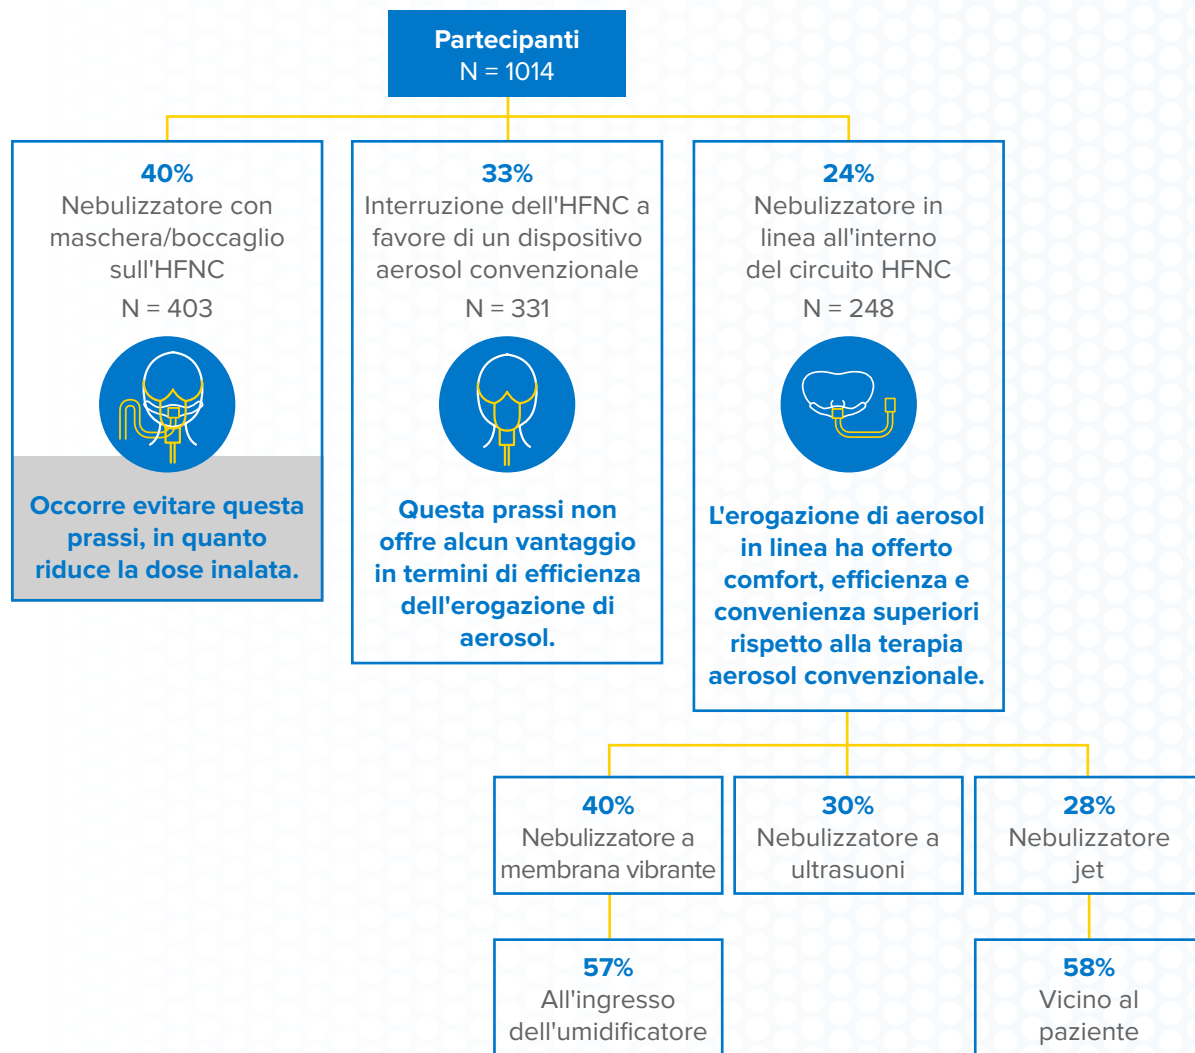 Partecipanti
N = 1014
40%
Nebulizzatore con
maschera/boccaglio
sull'HFNC
N = 403
Occorre evitare questa
prassi, in quanto
riduce la dose inalata.
33%
Interruzione dell'HFNC a
favore di un dispositivo
aerosol convenzionale
N = 331
Questa prassi non
offre alcun vantaggio
in termini di efficienza
dell'erogazione di
aerosol.
24%
Nebulizzatore in
linea all'interno
del circuito HFNC
N = 248
L'erogazione di aerosol
in linea ha offerto
comfort, efficienza e
convenienza superiori
rispetto alla terapia
aerosol convenzionale.
40%
Nebulizzatore a
membrana vibrante
30%
Nebulizzatore a
ultrasuoni
28%
Nebulizzatore
jet
57%
All'ingresso
dell'umidificatore
58%
Vicino al
paziente